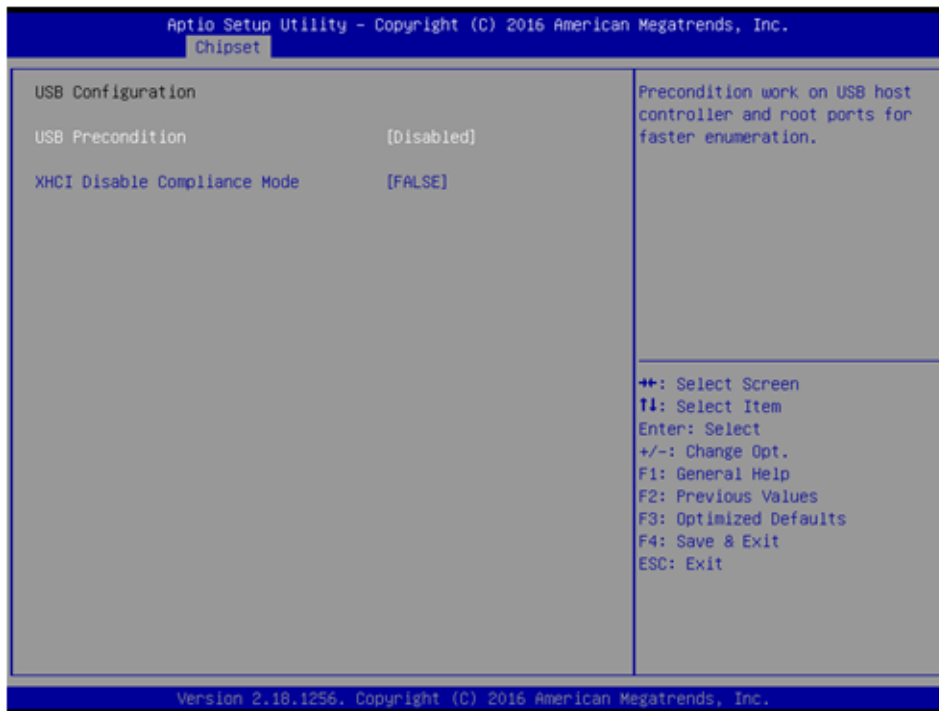 Aptio Setup Utility – Copyright (C) 2016 American Megatrends, Inc.
Chipset
USB Configuration
USB Precondition [Disabled]
XHCI Disable Compliance Mode [FALSE]
Precondition work on USB host
controller and root ports for
faster enumeration.
→←: Select Screen
↑↓: Select Item
Enter: Select
+/-: Change Opt.
F1: General Help
F2: Previous Values
F3: Optimized Defaults
F4: Save & Exit
ESC: Exit
Version 2.18.1256. Copyright (C) 2016 American Megatrends, Inc.